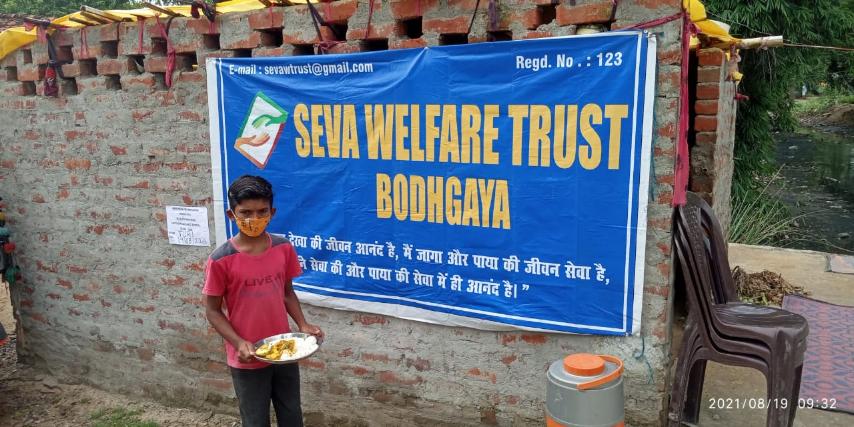 E-mail : sevawtrust@gmail.com
Regd. No . : 123
SEVA WELFARE TRUST
BODHGAYA
देखा की जीवन आनंद है, मैं जागा और पाया की जीवन सेवा है,
सेवा की और पाया की सेवा में ही आनंद है। ”
LIVE
2021/08/19 09:32